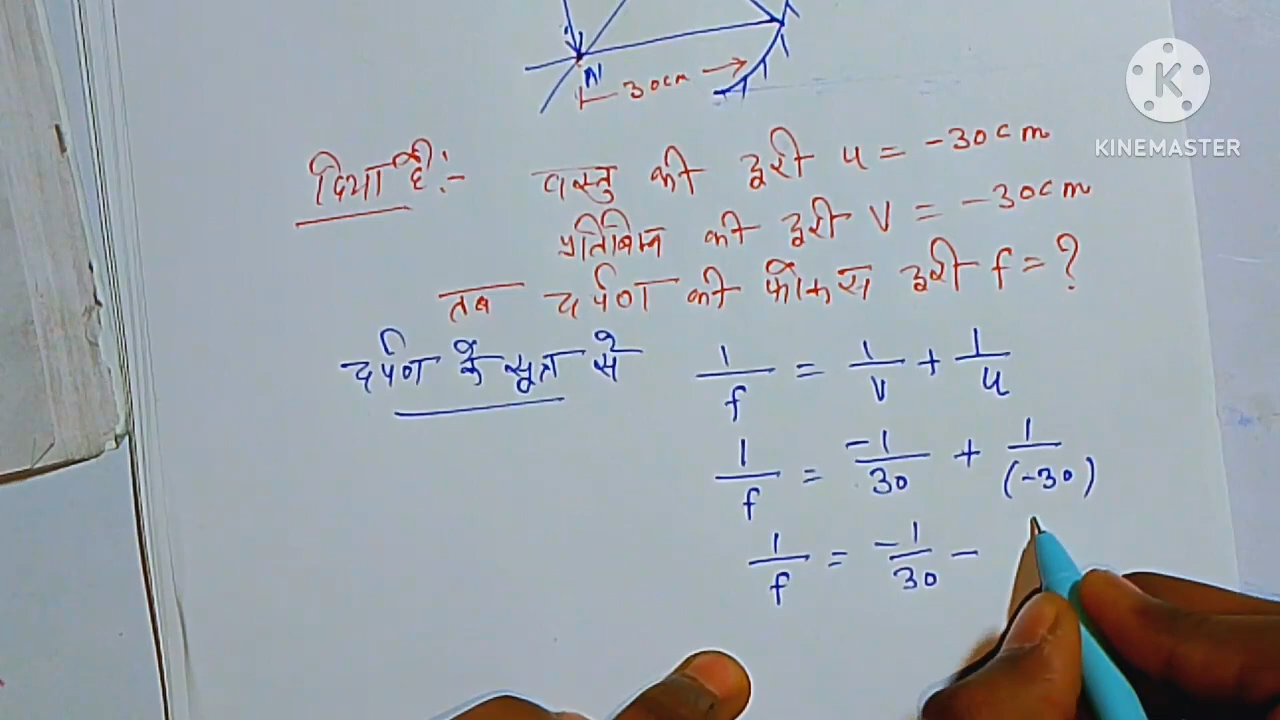 A'
30cm
K
KINEMASTER
दिया है:- वस्तु की दूरी u = -30cm
प्रतिबिम्ब की दूरी v = -30cm
तब दर्पण की फोकस दूरी f = ?
दर्पण के सूत्र से 1/f = 1/v + 1/u
1/f = -1/30 + 1/(-30)
1/f = -1/30 -